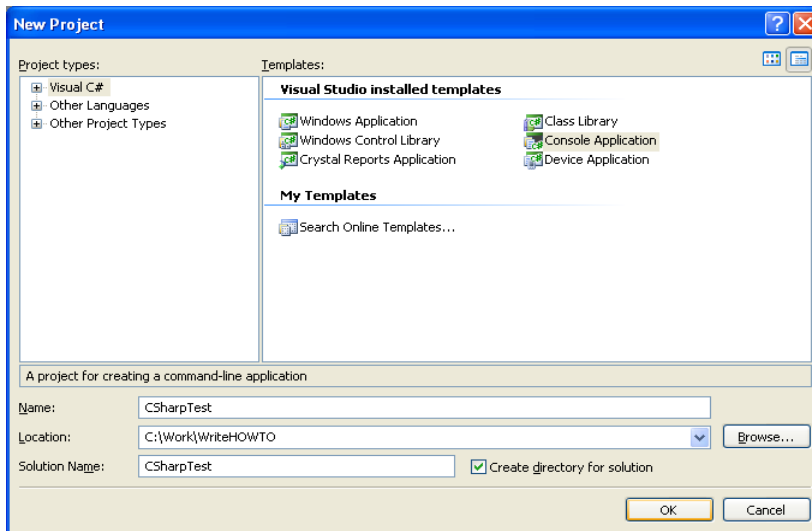 New Project
Project types:
Templates:
Visual C#
Other Languages
Other Project Types
Visual Studio installed templates
Windows Application
Class Library
Windows Control Library
Console Application
Crystal Reports Application
Device Application
My Templates
Search Online Templates...
A project for creating a command-line application
Name: CSharpTest
Location: C:\Work\WriteHOWTO Browse...
Solution Name: CSharpTest Create directory for solution
OK Cancel